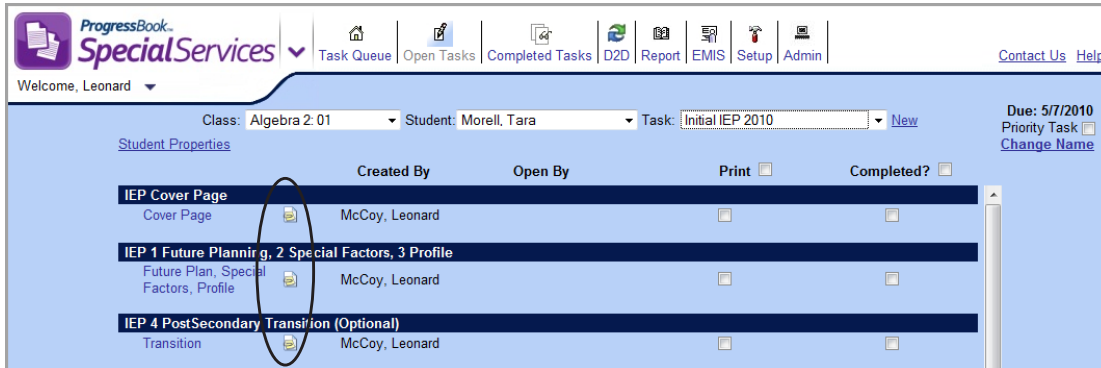 ProgressBook™
SpecialServices
Task Queue Open Tasks Completed Tasks D2D Report EMIS Setup Admin
Contact Us Help
Welcome, Leonard
Class: Algebra 2: 01 Student: Morell, Tara Task: Initial IEP 2010 New
Due: 5/7/2010
Priority Task
Change Name
Student Properties
Created By Open By Print Completed?
IEP Cover Page
Cover Page McCoy, Leonard
IEP 1 Future Planning, 2 Special Factors, 3 Profile
Future Plan, Special
Factors, Profile McCoy, Leonard
IEP 4 PostSecondary Transition (Optional)
Transition McCoy, Leonard